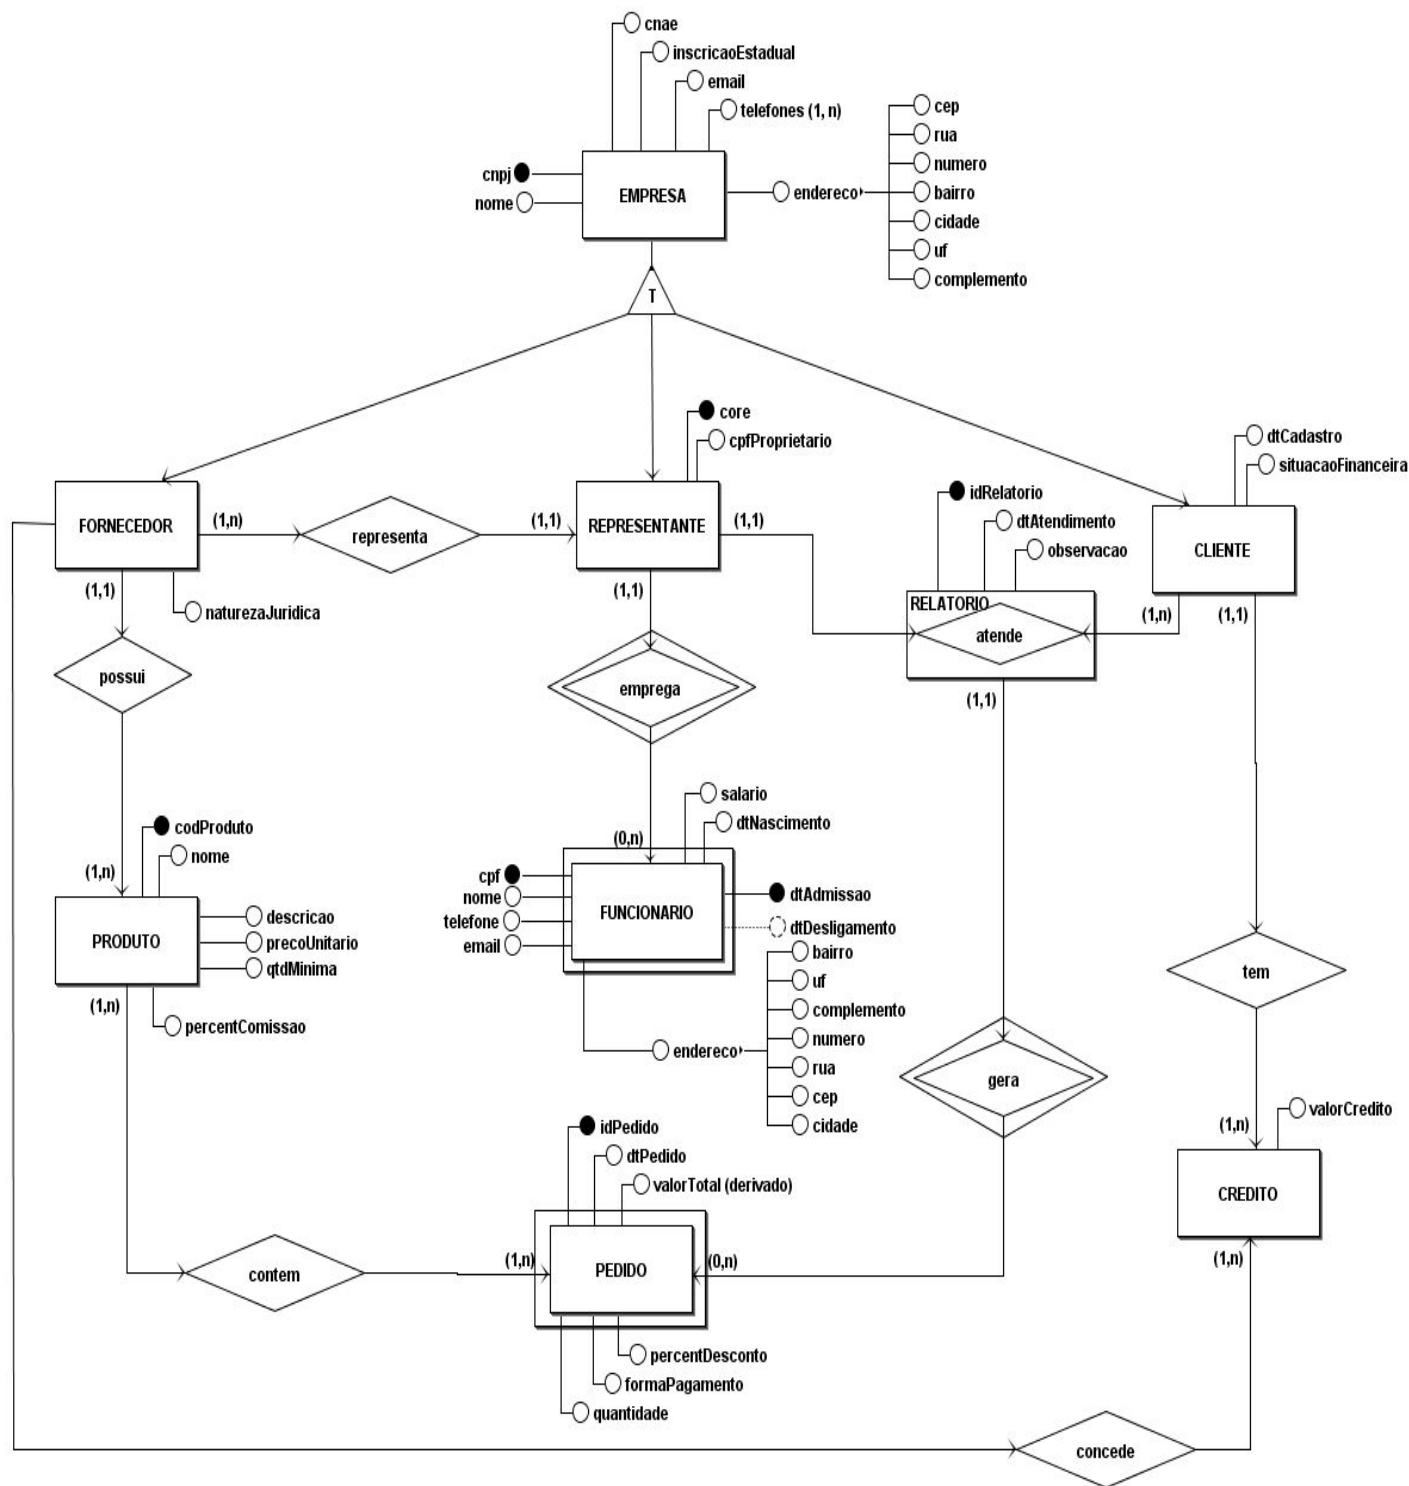 cnae
inscricaoEstadual
email
telefones (1, n)
cnpj
nome
EMPRESA
endereco
cep
rua
numero
bairro
cidade
uf
complemento
T
core
cpfProprietario
dtCadastro
situacaoFinanceira
FORNECEDOR
(1,n)
representa
(1,1)
REPRESENTANTE
(1,1)
idRelatorio
dtAtendimento
observacao
CLIENTE
(1,1)
naturezaJuridica
(1,1)
RELATORIO
atende
(1,n)
(1,1)
possui
emprega
(1,1)
salario
dtNascimento
(0,n)
codProduto
nome
(1,n)
PRODUTO
descricao
precoUnitario
qtdMinima
(1,n)
percentComissao
cpf
nome
telefone
email
FUNCIONARIO
dtAdmissao
dtDesligamento
endereco
bairro
uf
complemento
numero
rua
cep
cidade
tem
gera
valorCredito
(1,n)
CREDITO
(1,n)
idPedido
dtPedido
valorTotal (derivado)
contem
(1,n)
PEDIDO
(0,n)
percentDesconto
formaPagamento
quantidade
concede